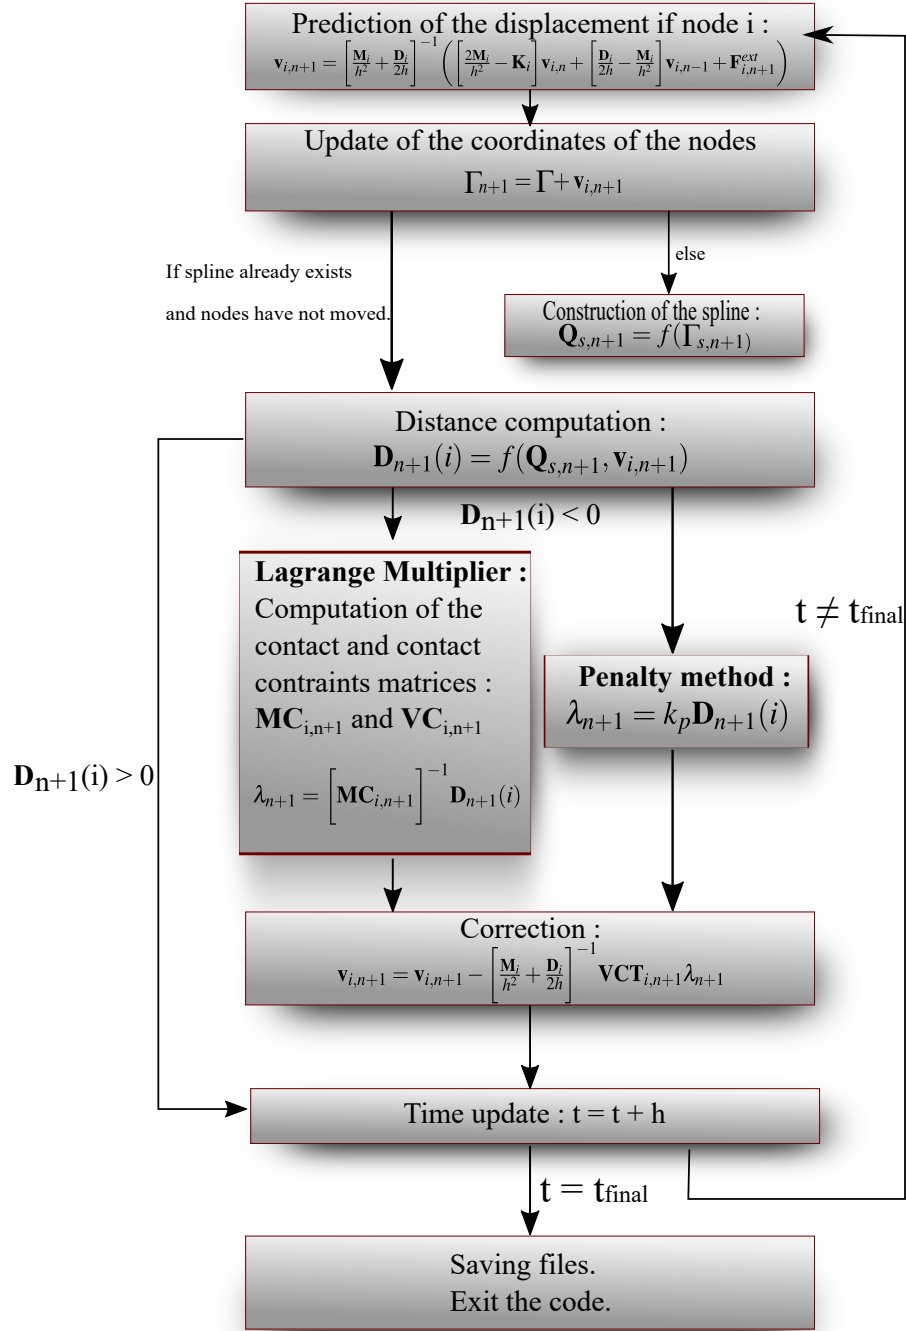 Prediction of the displacement if node i :
v_{i,n+1} = [M_i/h² + D_i/2h]^{-1} ([2M_i/h² − K_i] v_{i,n} + [D_i/2h − M_i/h²] v_{i,n−1} + F^{ext}_{i,n+1})
Update of the coordinates of the nodes
Γ_{n+1} = Γ + v_{i,n+1}
If spline already exists
and nodes have not moved.
else
Construction of the spline :
Q_{s,n+1} = f(Γ_{s,n+1})
Distance computation :
D_{n+1}(i) = f(Q_{s,n+1}, v_{i,n+1})
D_{n+1}(i) < 0
Lagrange Multiplier :
Computation of the
contact and contact
contraints matrices :
MC_{i,n+1} and VC_{i,n+1}
λ_{n+1} = [MC_{i,n+1}]^{-1} D_{n+1}(i)
Penalty method :
λ_{n+1} = k_p D_{n+1}(i)
t ≠ t_{final}
D_{n+1}(i) > 0
Correction :
v_{i,n+1} = v_{i,n+1} − [M_i/h² + D_i/2h]^{-1} VCT_{i,n+1} λ_{n+1}
Time update : t = t + h
t = t_{final}
Saving files.
Exit the code.